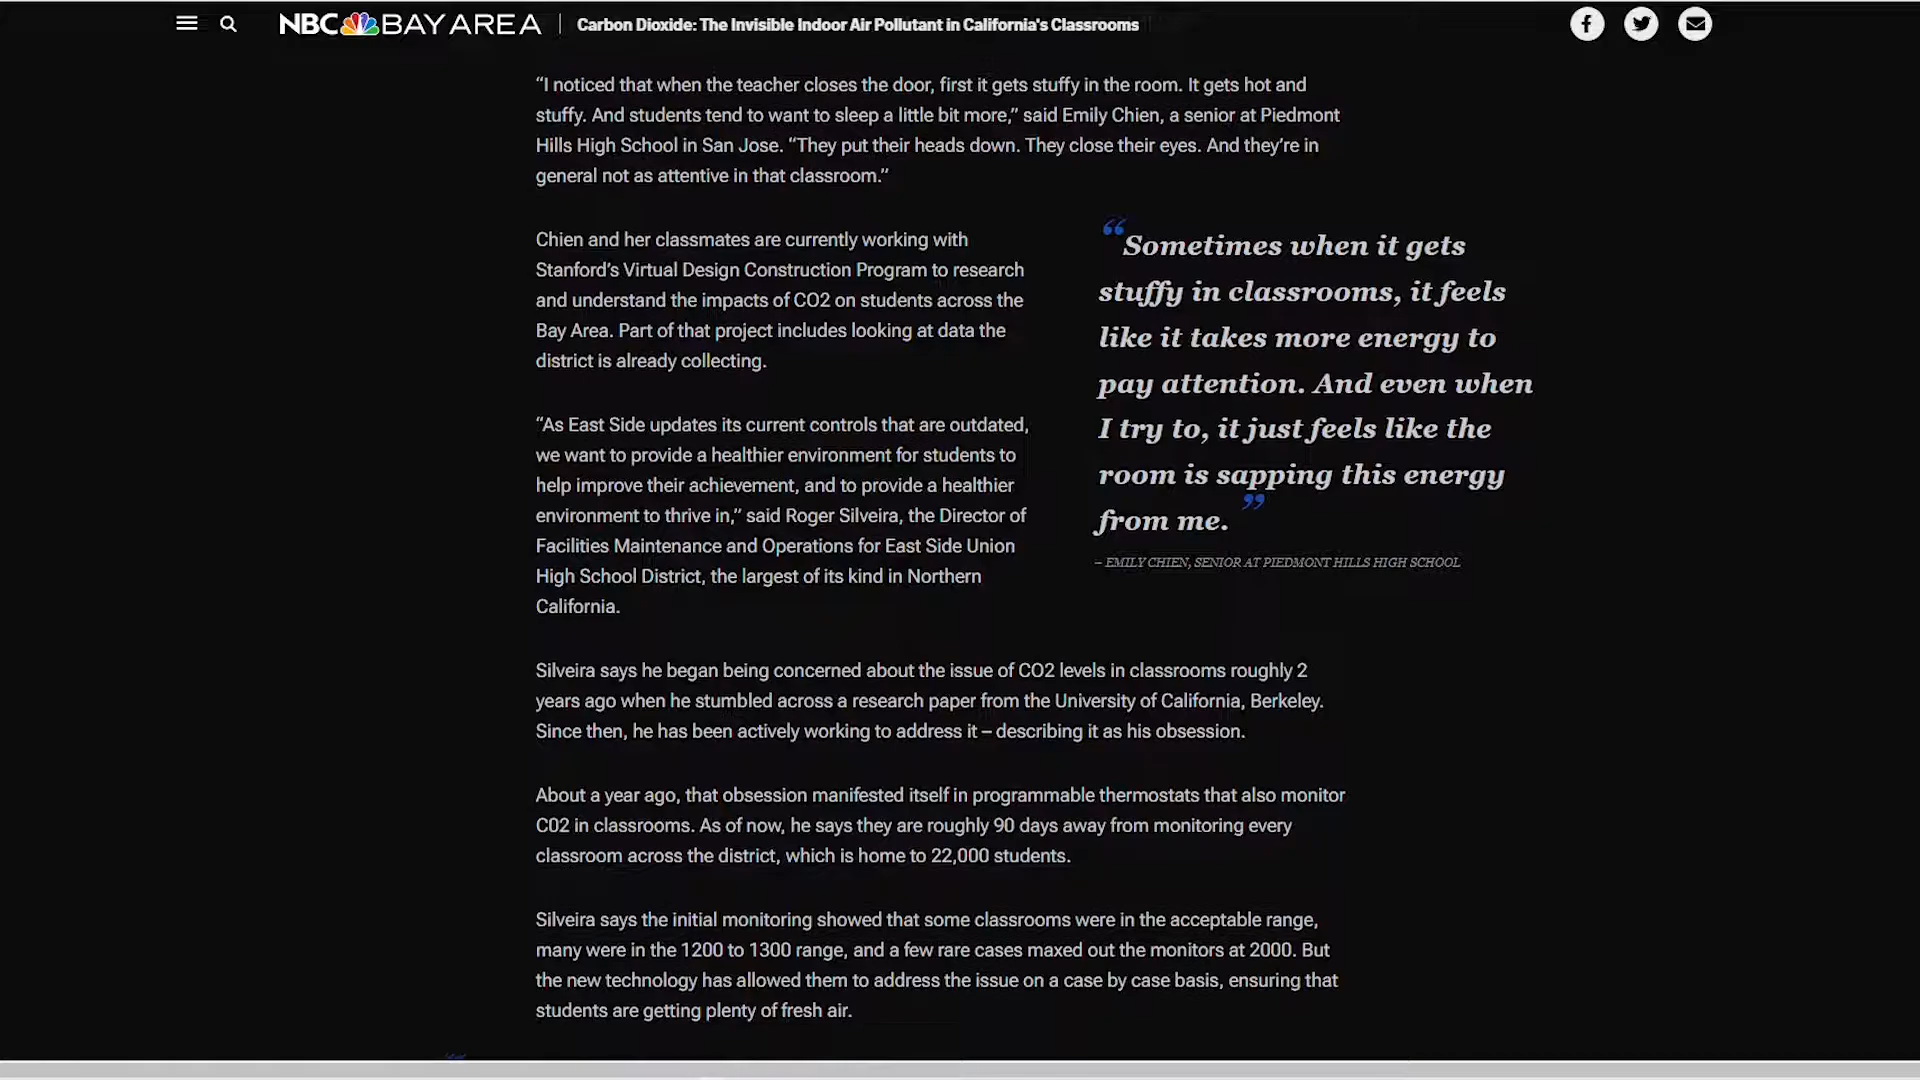 NBC BAY AREA | Carbon Dioxide: The Invisible Indoor Air Pollutant in California's Classrooms
“I noticed that when the teacher closes the door, first it gets stuffy in the room. It gets hot and
stuffy. And students tend to want to sleep a little bit more,” said Emily Chien, a senior at Piedmont
Hills High School in San Jose. “They put their heads down. They close their eyes. And they’re in
general not as attentive in that classroom.”
Chien and her classmates are currently working with
Stanford’s Virtual Design Construction Program to research
and understand the impacts of CO2 on students across the
Bay Area. Part of that project includes looking at data the
district is already collecting.
“As East Side updates its current controls that are outdated,
we want to provide a healthier environment for students to
help improve their achievement, and to provide a healthier
environment to thrive in,” said Roger Silveira, the Director of
Facilities Maintenance and Operations for East Side Union
High School District, the largest of its kind in Northern
California.
“Sometimes when it gets
stuffy in classrooms, it feels
like it takes more energy to
pay attention. And even when
I try to, it just feels like the
room is sapping this energy
from me. ”
– EMILY CHIEN, SENIOR AT PIEDMONT HILLS HIGH SCHOOL
Silveira says he began being concerned about the issue of CO2 levels in classrooms roughly 2
years ago when he stumbled across a research paper from the University of California, Berkeley.
Since then, he has been actively working to address it – describing it as his obsession.
About a year ago, that obsession manifested itself in programmable thermostats that also monitor
C02 in classrooms. As of now, he says they are roughly 90 days away from monitoring every
classroom across the district, which is home to 22,000 students.
Silveira says the initial monitoring showed that some classrooms were in the acceptable range,
many were in the 1200 to 1300 range, and a few rare cases maxed out the monitors at 2000. But
the new technology has allowed them to address the issue on a case by case basis, ensuring that
students are getting plenty of fresh air.